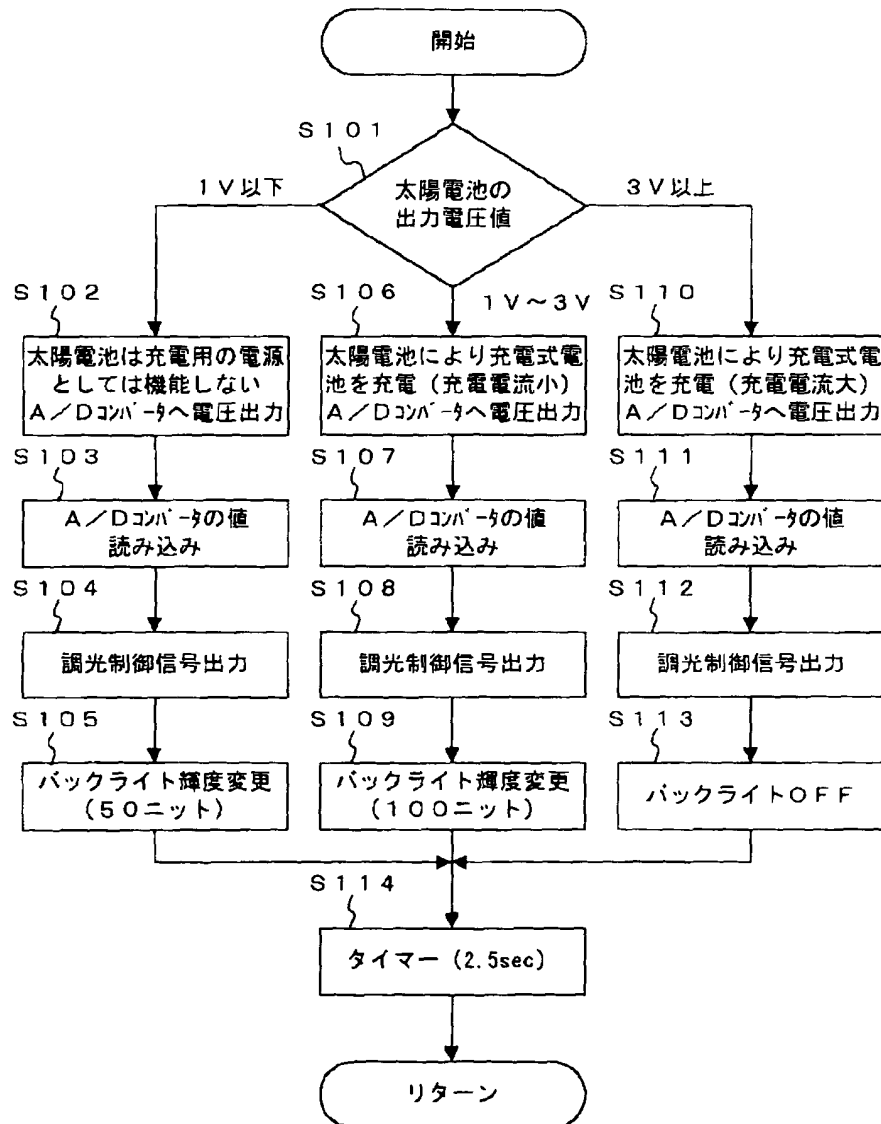 開始
S101
太陽電池の
出力電圧値
1V以下
3V以上
1V～3V
S102
太陽電池は充電用の電源
としては機能しない
A／Dｺﾝﾊﾞｰﾀへ電圧出力
S106
太陽電池により充電式電
池を充電（充電電流小）
A／Dｺﾝﾊﾞｰﾀへ電圧出力
S110
太陽電池により充電式電
池を充電（充電電流大）
A／Dｺﾝﾊﾞｰﾀへ電圧出力
S103
A／Dｺﾝﾊﾞｰﾀの値
読み込み
S107
A／Dｺﾝﾊﾞｰﾀの値
読み込み
S111
A／Dｺﾝﾊﾞｰﾀの値
読み込み
S104
調光制御信号出力
S108
調光制御信号出力
S112
調光制御信号出力
S105
バックライト輝度変更
（50ニット）
S109
バックライト輝度変更
（100ニット）
S113
バックライトOFF
S114
タイマー（2.5sec）
リターン